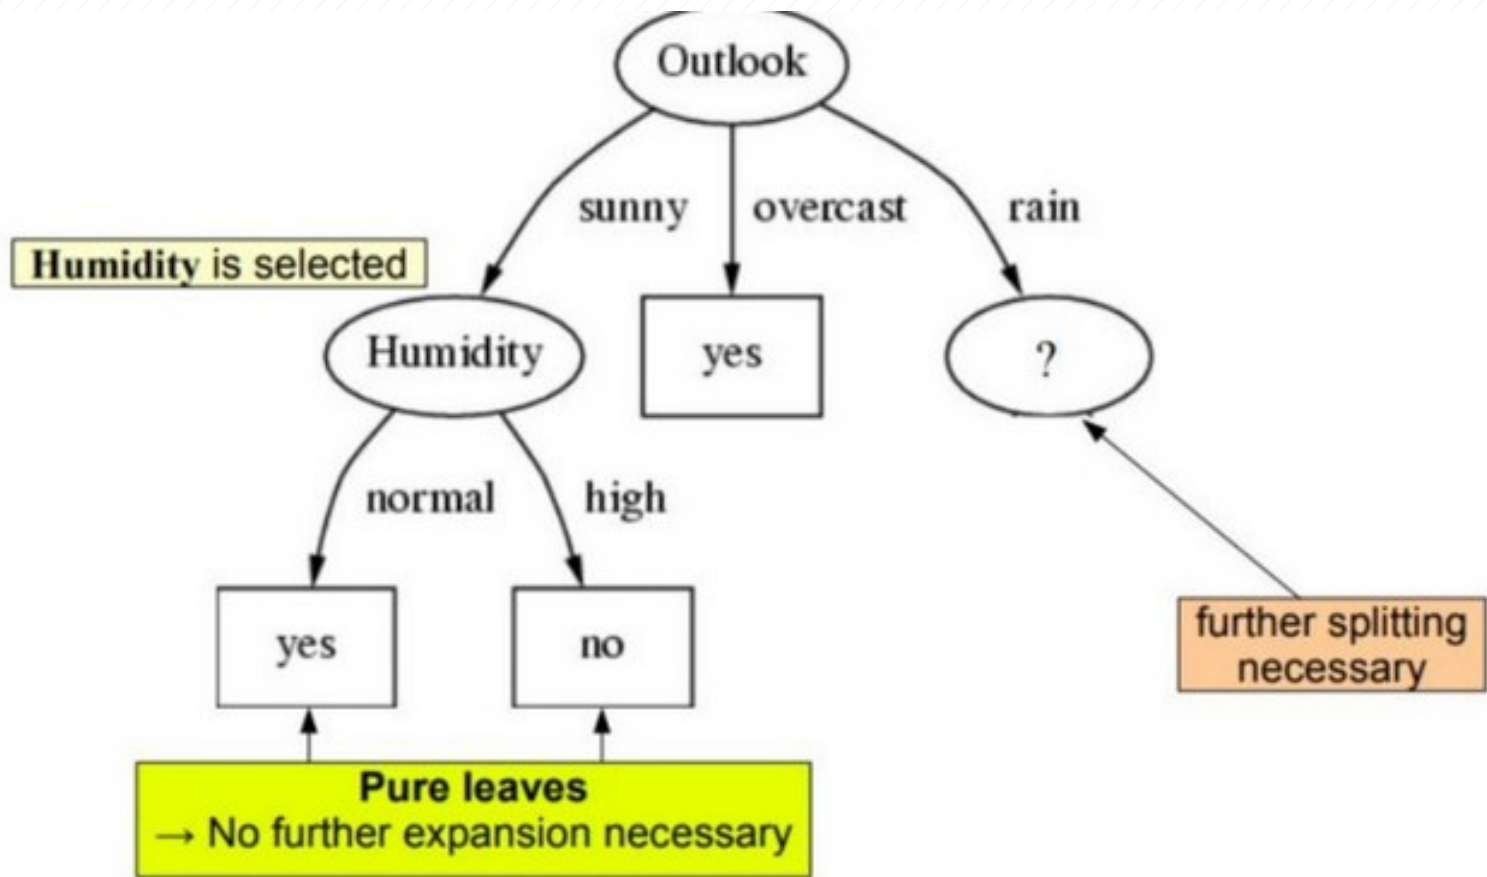 Outlook
sunny
overcast
rain
Humidity is selected
Humidity
yes
?
normal
high
yes
no
further splitting
necessary
Pure leaves
→ No further expansion necessary